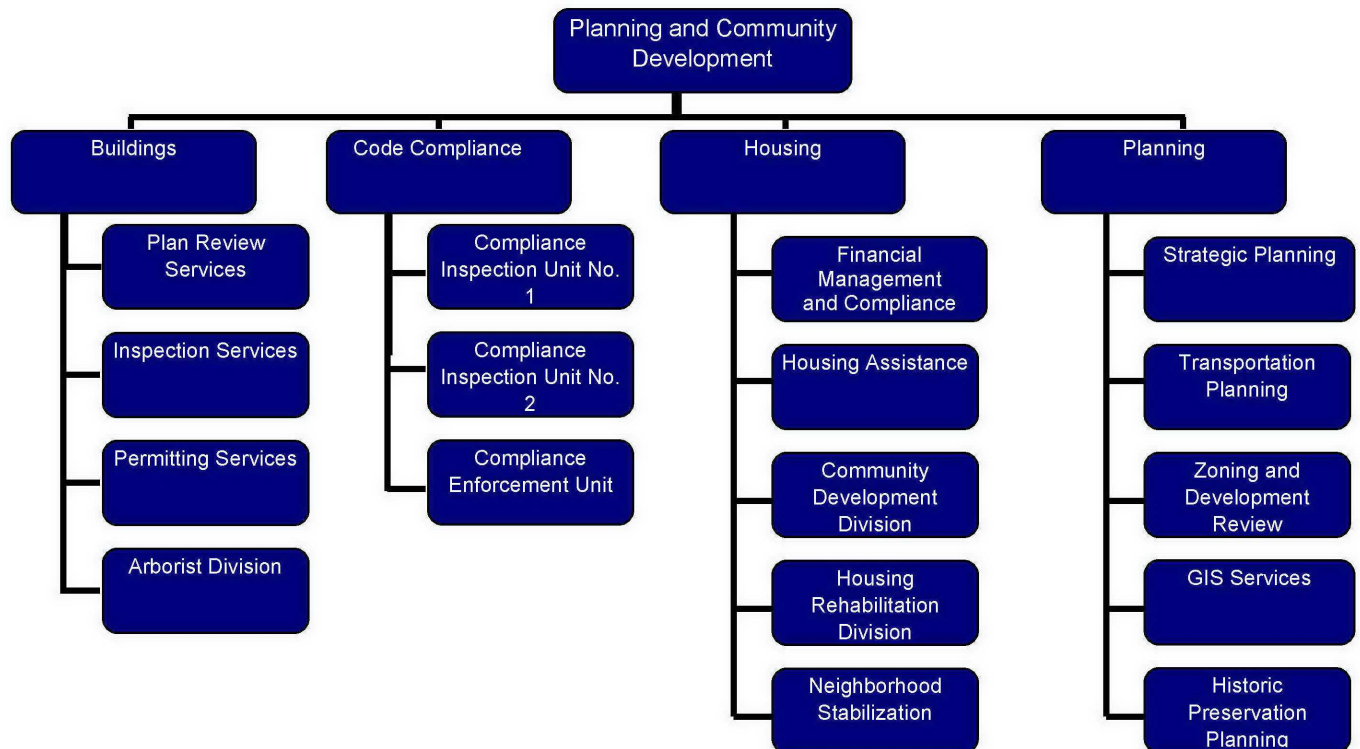 Planning and Community
Development
Buildings
Code Compliance
Housing
Planning
Plan Review
Services
Inspection Services
Permitting Services
Arborist Division
Compliance
Inspection Unit No.
1
Compliance
Inspection Unit No.
2
Compliance
Enforcement Unit
Financial
Management
and Compliance
Housing Assistance
Community
Development
Division
Housing
Rehabilitation
Division
Neighborhood
Stabilization
Strategic Planning
Transportation
Planning
Zoning and
Development
Review
GIS Services
Historic
Preservation
Planning